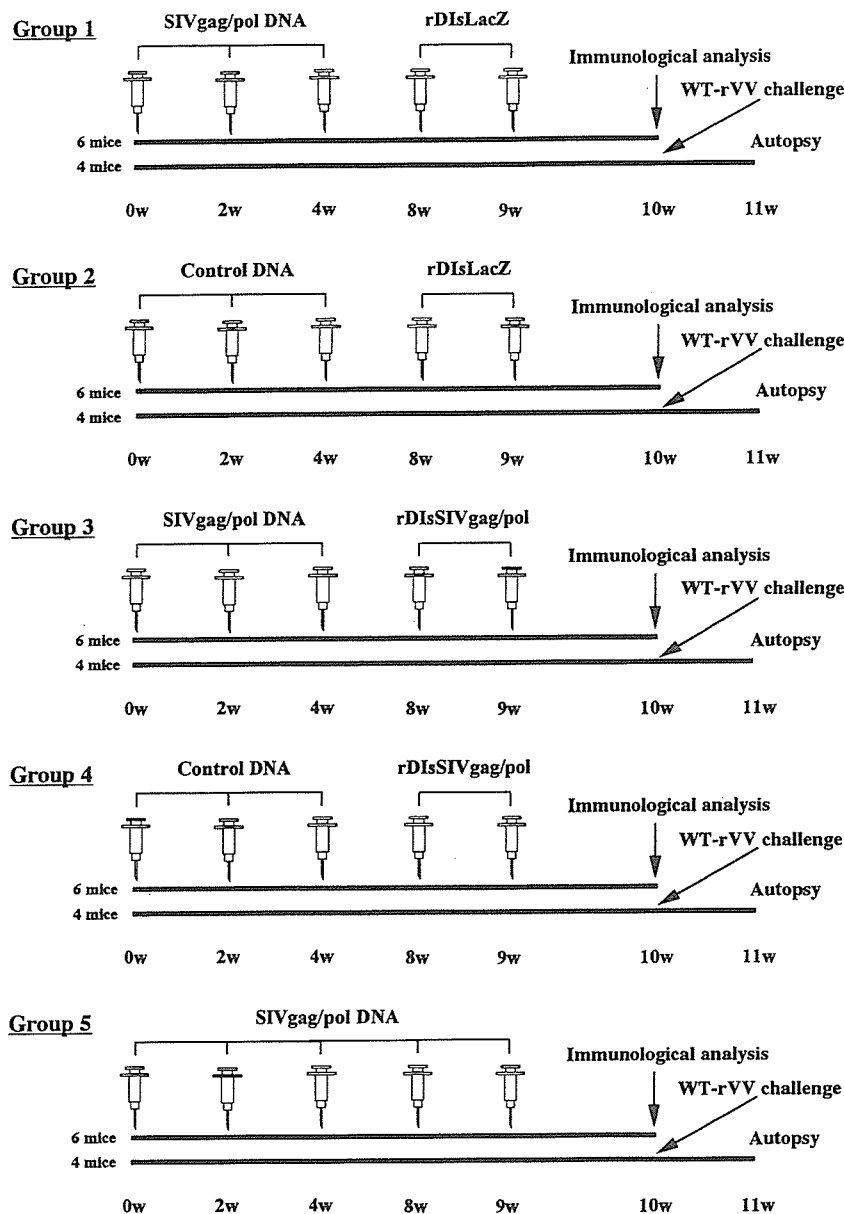 SIVgag/pol DNA rDIsLacZ
Group 1
Immunological analysis
WT-rVV challenge
6 mice
Autopsy
4 mice
0w 2w 4w 8w 9w 10w 11w
Control DNA rDIsLacZ
Group 2
Immunological analysis
WT-rVV challenge
6 mice
Autopsy
4 mice
0w 2w 4w 8w 9w 10w 11w
SIVgag/pol DNA rDIsSIVgag/pol
Group 3
Immunological analysis
WT-rVV challenge
6 mice
Autopsy
4 mice
0w 2w 4w 8w 9w 10w 11w
Control DNA rDIsSIVgag/pol
Group 4
Immunological analysis
WT-rVV challenge
6 mice
Autopsy
4 mice
0w 2w 4w 8w 9w 10w 11w
SIVgag/pol DNA
Group 5
Immunological analysis
WT-rVV challenge
6 mice
Autopsy
4 mice
0w 2w 4w 8w 9w 10w 11w